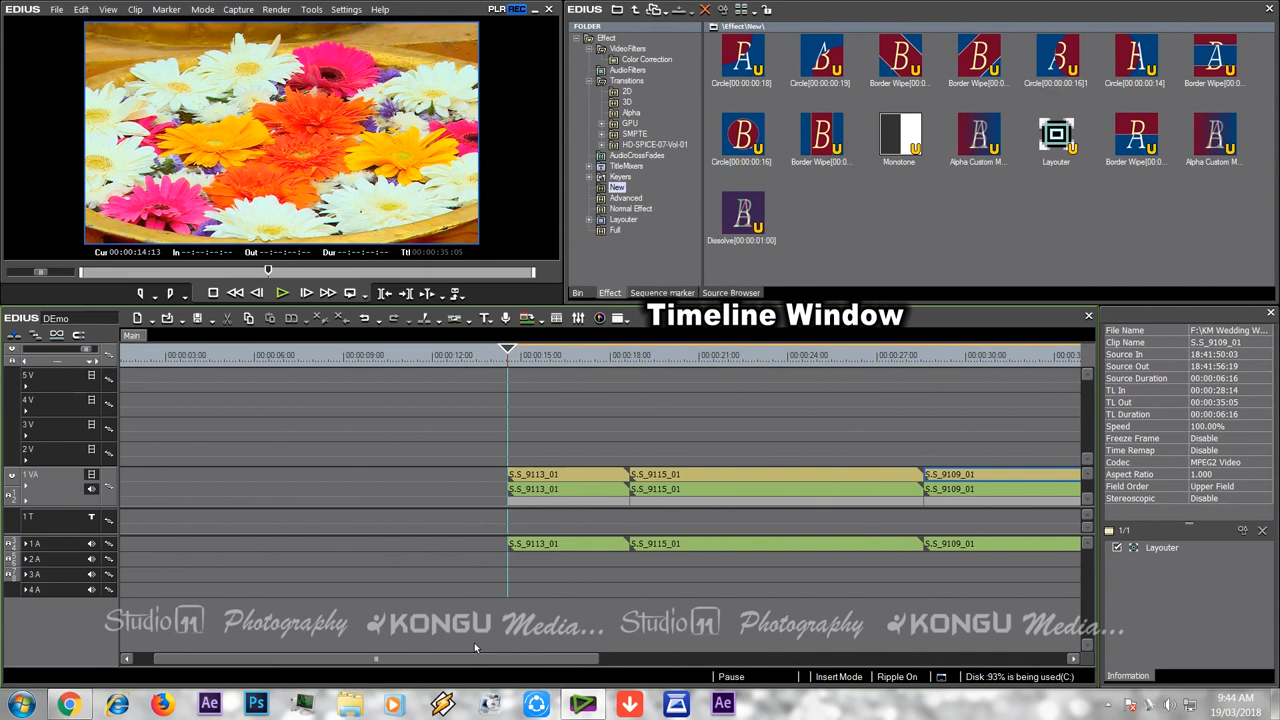 EDIUS File Edit View Clip Marker Mode Capture Render Tools Settings Help PLR REC
Cur 00:00:14:13 In --:--:--:-- Out --:--:--:-- Dur --:--:--:-- Ttl 00:00:35:05
EDIUS
FOLDER
Effect
VideoFilters
Color Correction
AudioFilters
Transitions
2D
3D
Alpha
GPU
SMPTE
HD-SPICE-07-Vol-01
AudioCrossFades
TitleMixers
Keyers
New
Advanced
Normal Effect
Layouter
Full
\Effect\New\
Circle[00:00:00:18] Circle[00:00:00:19] Border Wipe[00:0... Border Wipe[00:0... Circle[00:00:00:16]1 Circle[00:00:00:14] Border Wipe[00:0...
Circle[00:00:00:16] Border Wipe[00:0... Monotone Alpha Custom M... Layouter Border Wipe[00:0... Alpha Custom M...
Dissolve[00:00:01:00]
Bin Effect Sequence marker Source Browser
EDIUS DEmo
Timeline Window
Main
00:00:03:00 00:00:06:00 00:00:09:00 00:00:12:00 00:00:15:00 00:00:18:00 00:00:21:00 00:00:24:00 00:00:27:00 00:00:30:00
5 V
4 V
3 V
2 V
1 VA S.S_9113_01 S.S_9115_01 S.S_9109_01
S.S_9113_01 S.S_9115_01 S.S_9109_01
1 T T
1 A S.S_9113_01 S.S_9115_01 S.S_9109_01
2 A
3 A
4 A
Studio 11 Photography KONGU Media... Studio 11 Photography KONGU Media...
Pause Insert Mode Ripple On Disk :93% is being used(C:)
File Name F:\KM Wedding W...
Clip Name S.S_9109_01
Source In 18:41:50:03
Source Out 18:41:56:19
Source Duration 00:00:06:16
TL In 00:00:28:14
TL Out 00:00:35:05
TL Duration 00:00:06:16
Speed 100.00%
Freeze Frame Disable
Time Remap Disable
Codec MPEG2 Video
Aspect Ratio 1.000
Field Order Upper Field
Stereoscopic Disable
1/1
Layouter
Information
Ae Ps Ae
9:44 AM
19/03/2018